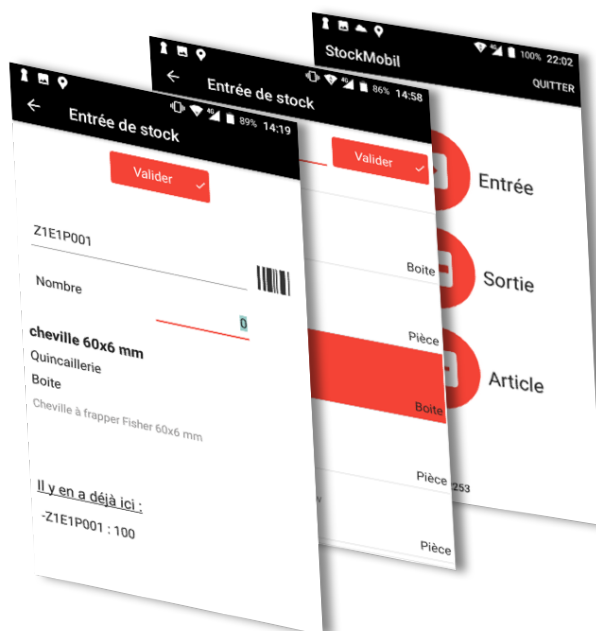 89% 14:19
Entrée de stock
Valider
Z1E1P001
Nombre
0
cheville 60x6 mm
Quincaillerie
Boite
Cheville à frapper Fisher 60x6 mm
Il y en a déjà ici :
-Z1E1P001 : 100
4G 86% 14:58
Entrée de stock
Valider
Boite
Pièce
Boite
Pièce
Pièce
4G 100% 22:02
StockMobil
QUITTER
Entrée
Sortie
Article
253